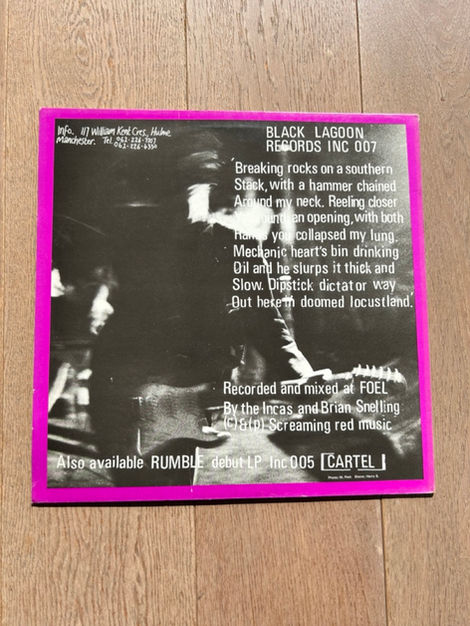 Info. 117 William Kent Cres, Hulme
Manchester. Tel. 061-226-7157
061-226-6356
BLACK LAGOON
RECORDS INC 007
'Breaking rocks on a southern
Stack, with a hammer chained
Around my neck. Reeling closer
an opening, with both
Hands you collapsed my lung.
Mechanic heart's bin drinking
Oil and he slurps it thick and
Slow. Dipstick dictator way
Out here in doomed locustland.'
Recorded and mixed at FOEL
By the Incas and Brian Snelling
(C)&(P) Screaming red music
Also available RUMBLE debut LP Inc 005 CARTEL